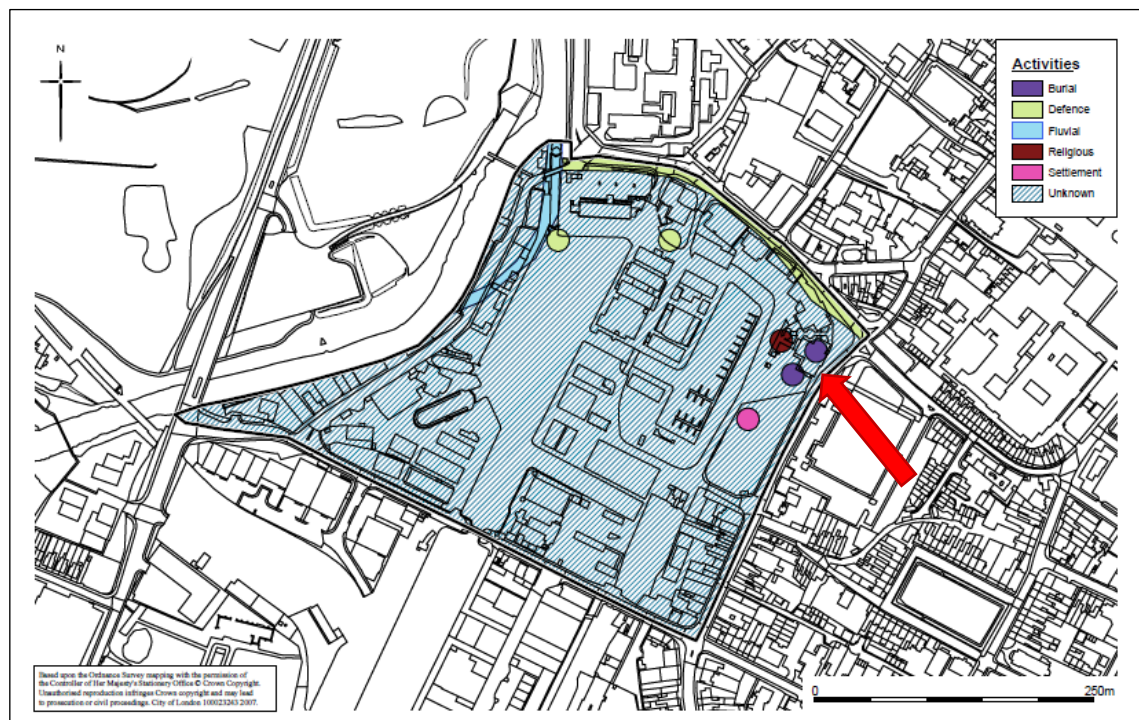 N
Activities
Burial
Defence
Fluvial
Religious
Settlement
Unknown
Based upon the Ordnance Survey mapping with the permission of
the Controller of Her Majesty's Stationary Office © Crown Copyright.
Unauthorised reproduction infringes Crown copyright and may lead
to prosecution or civil proceedings. City of London 100023243 2007.
0 250m